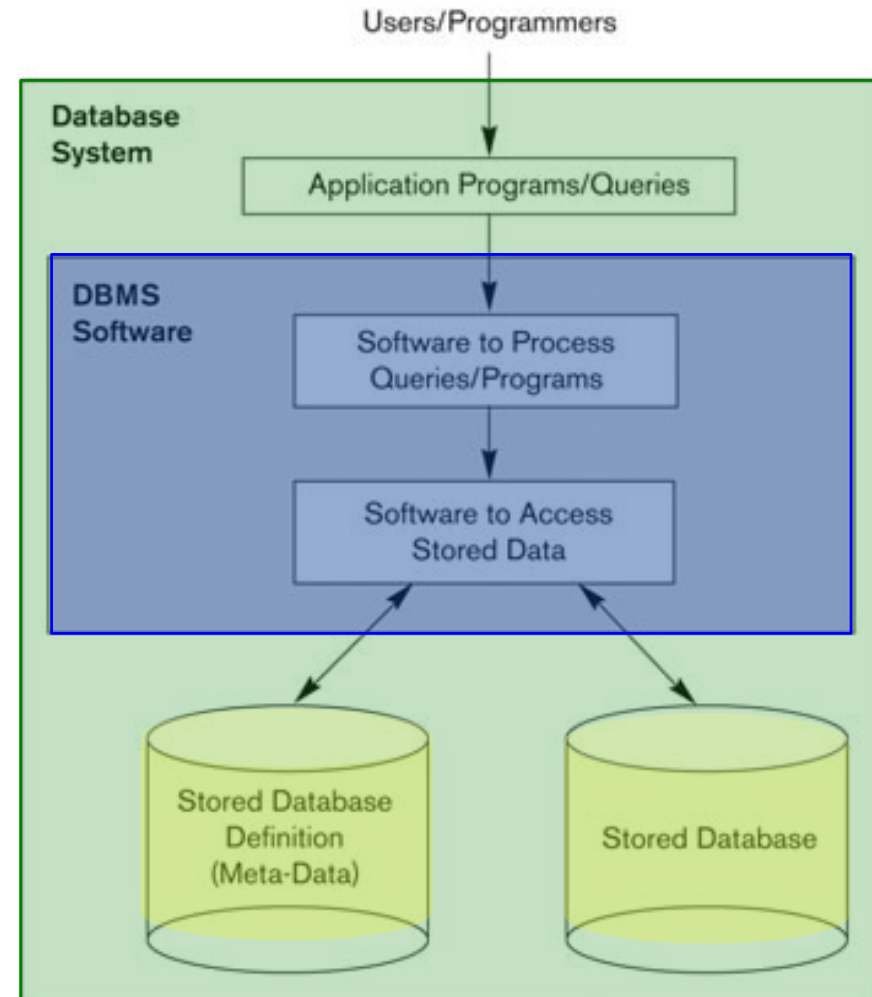 Users/Programmers
Database
System
Application Programs/Queries
DBMS
Software
Software to Process
Queries/Programs
Software to Access
Stored Data
Stored Database
Definition
(Meta-Data)
Stored Database